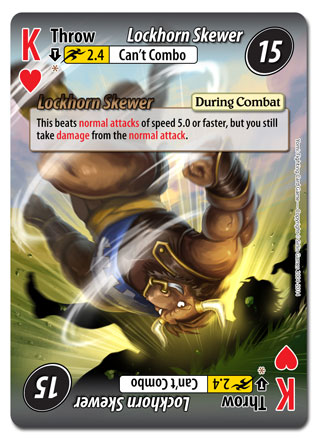 K Throw Lockhorn Skewer 15
2.4 Can't Combo
Lockhorn Skewer During Combat
This beats normal attacks of speed 5.0 or faster, but you still
take damage from the normal attack.
15 Can't Combo 2.4
Lockhorn Skewer Throw K